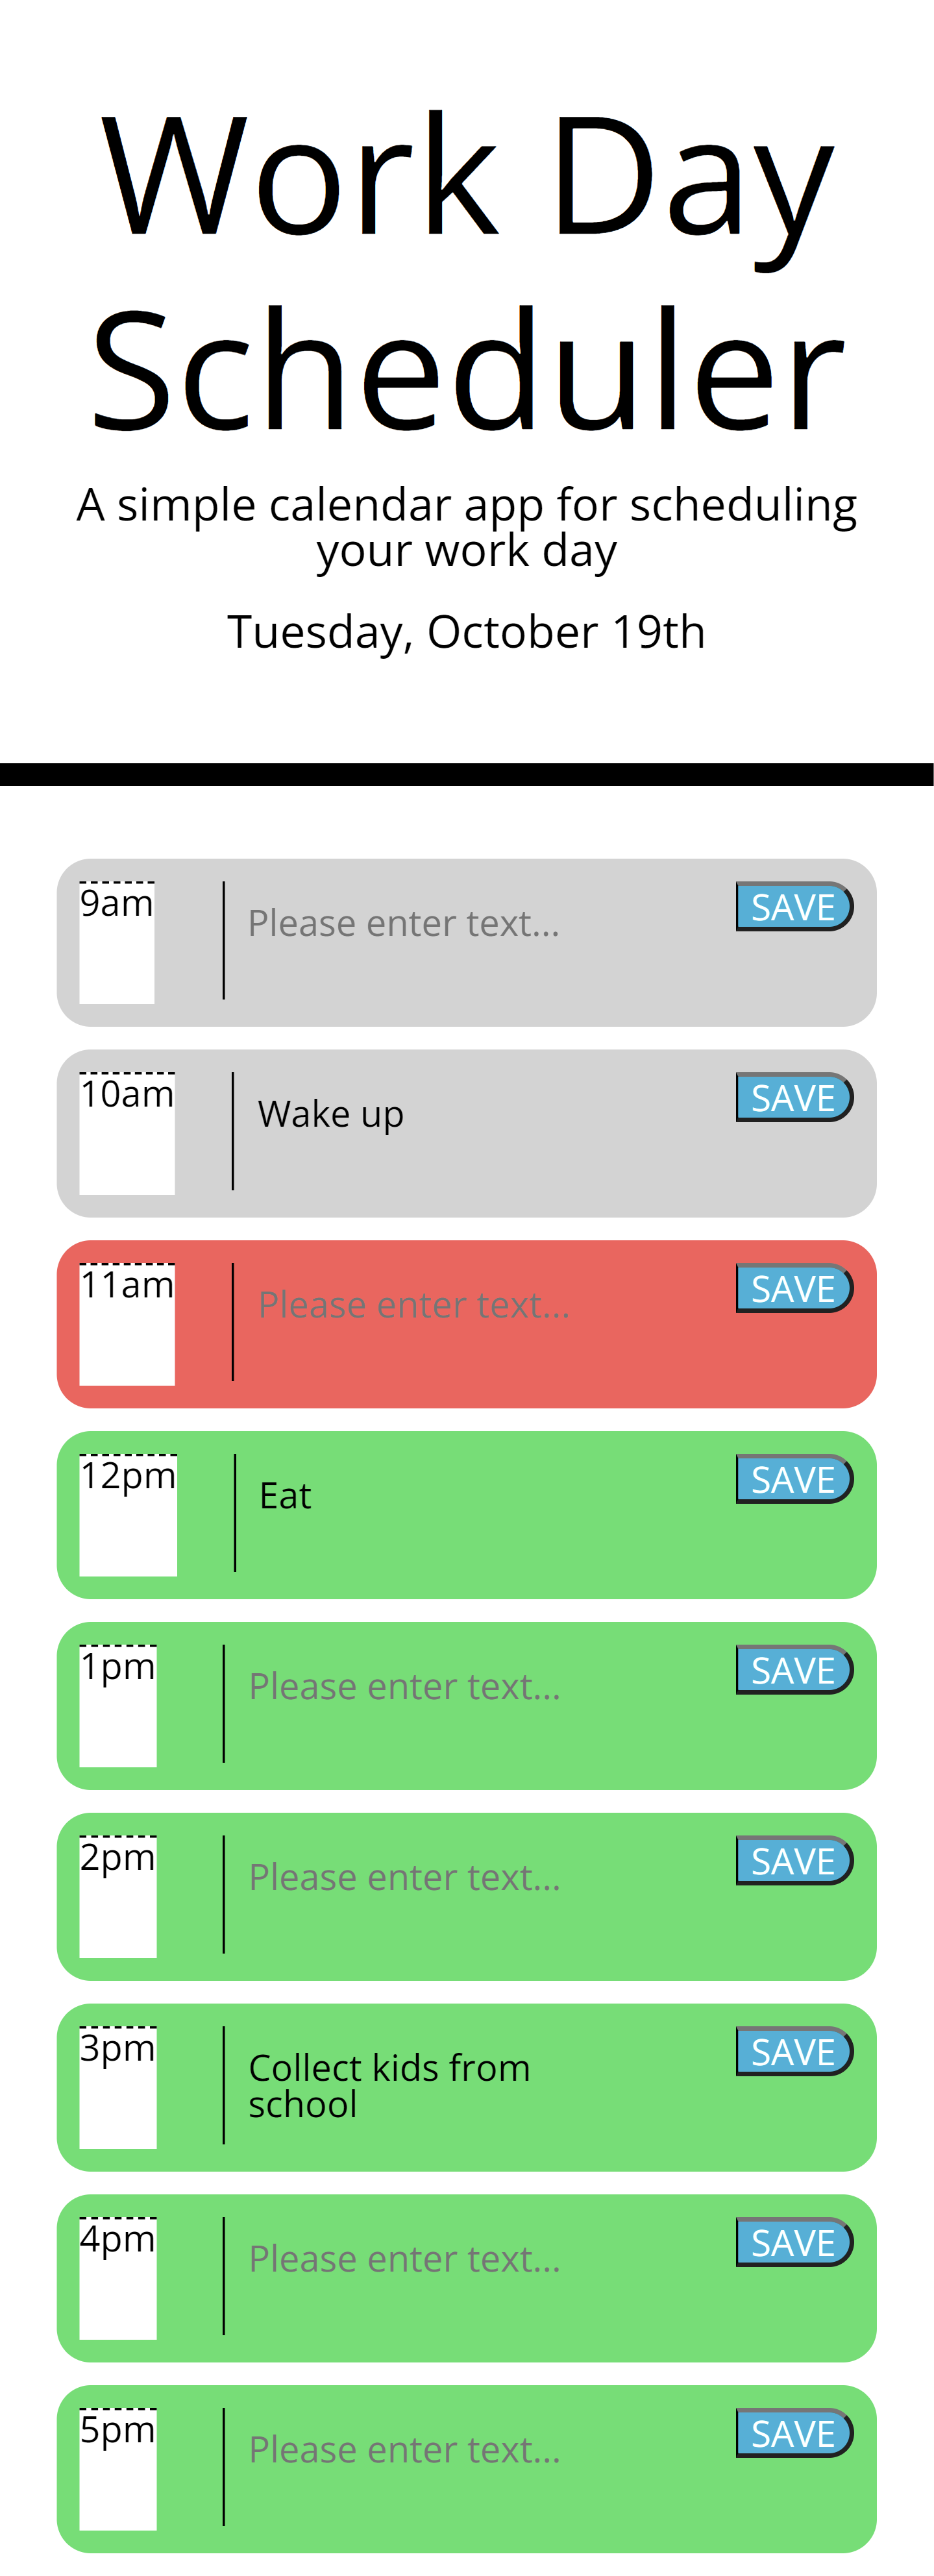 Work Day
Scheduler
A simple calendar app for scheduling
your work day
Tuesday, October 19th
9am
Please enter text...
SAVE
10am
Wake up
SAVE
11am
Please enter text...
SAVE
12pm
Eat
SAVE
1pm
Please enter text...
SAVE
2pm
Please enter text...
SAVE
3pm
Collect kids from
school
SAVE
4pm
Please enter text...
SAVE
5pm
Please enter text...
SAVE